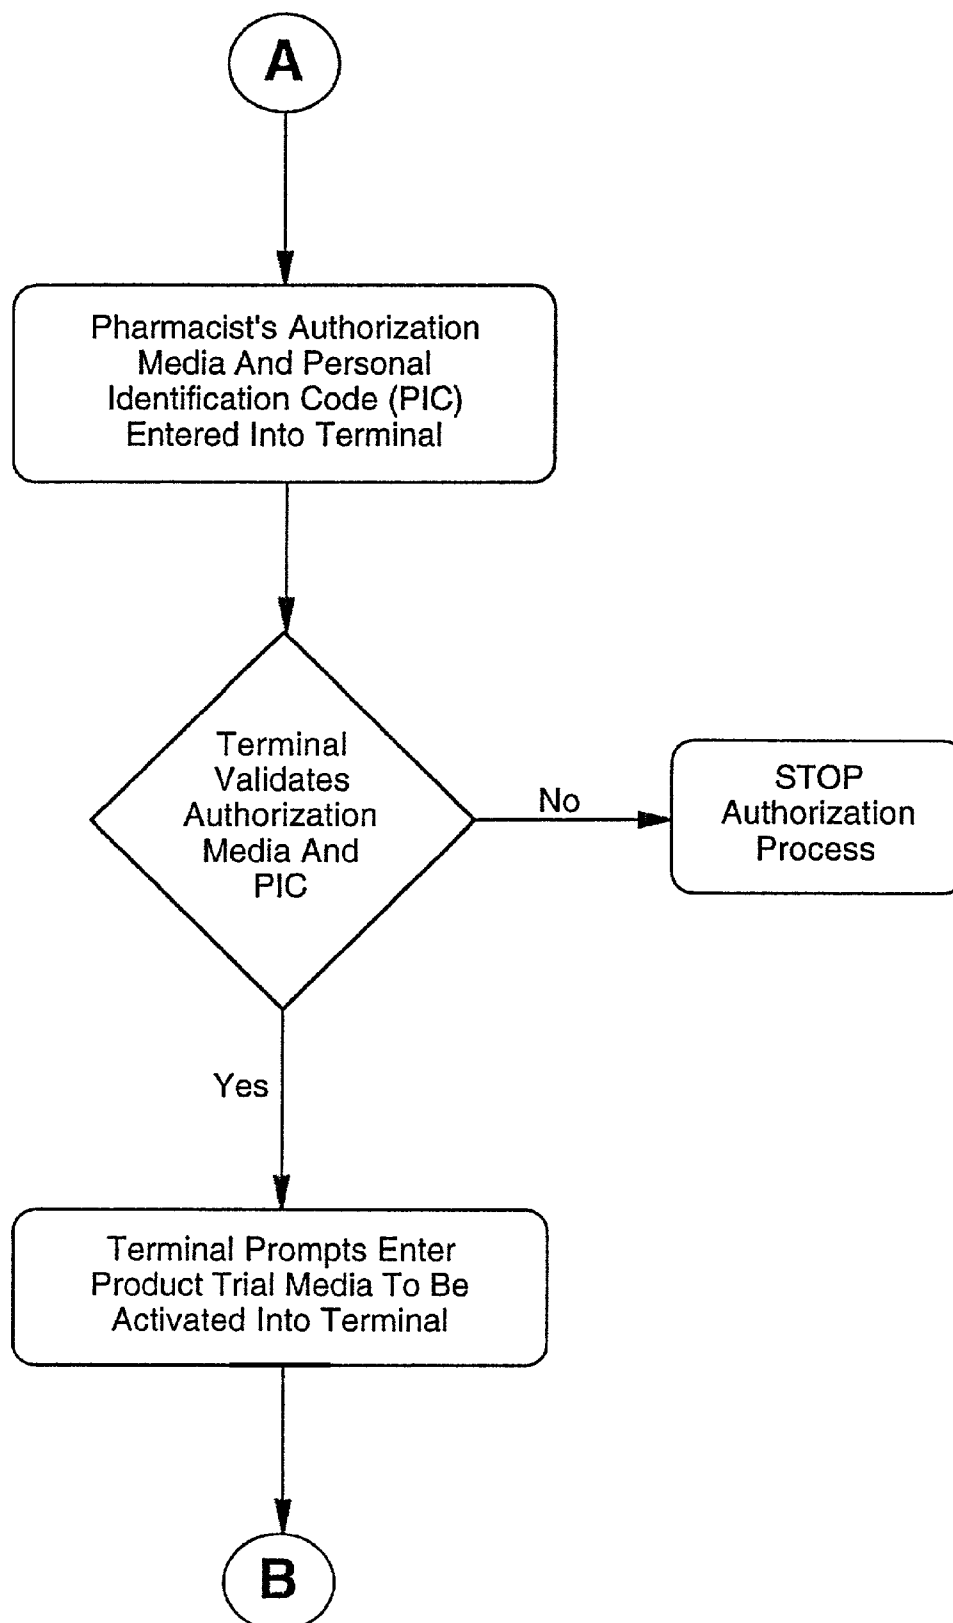 A
Pharmacist's Authorization
Media And Personal
Identification Code (PIC)
Entered Into Terminal
Terminal
Validates
Authorization
Media And
PIC
No
STOP
Authorization
Process
Yes
Terminal Prompts Enter
Product Trial Media To Be
Activated Into Terminal
B